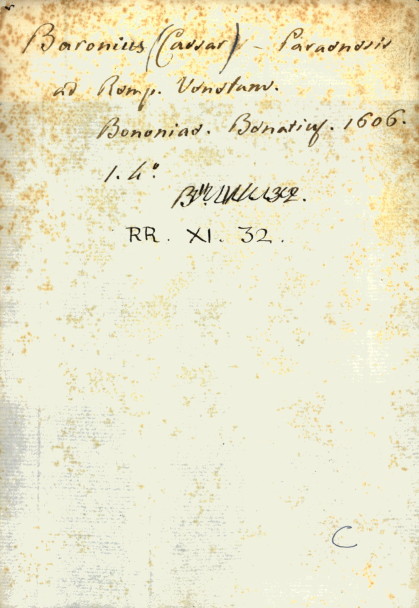 Baronius (Caesar) - Paraenesis
ad Remp. Venetam.
Bononiae. Benatius. 1606.
1. 4°
RR. XI. 32.
C